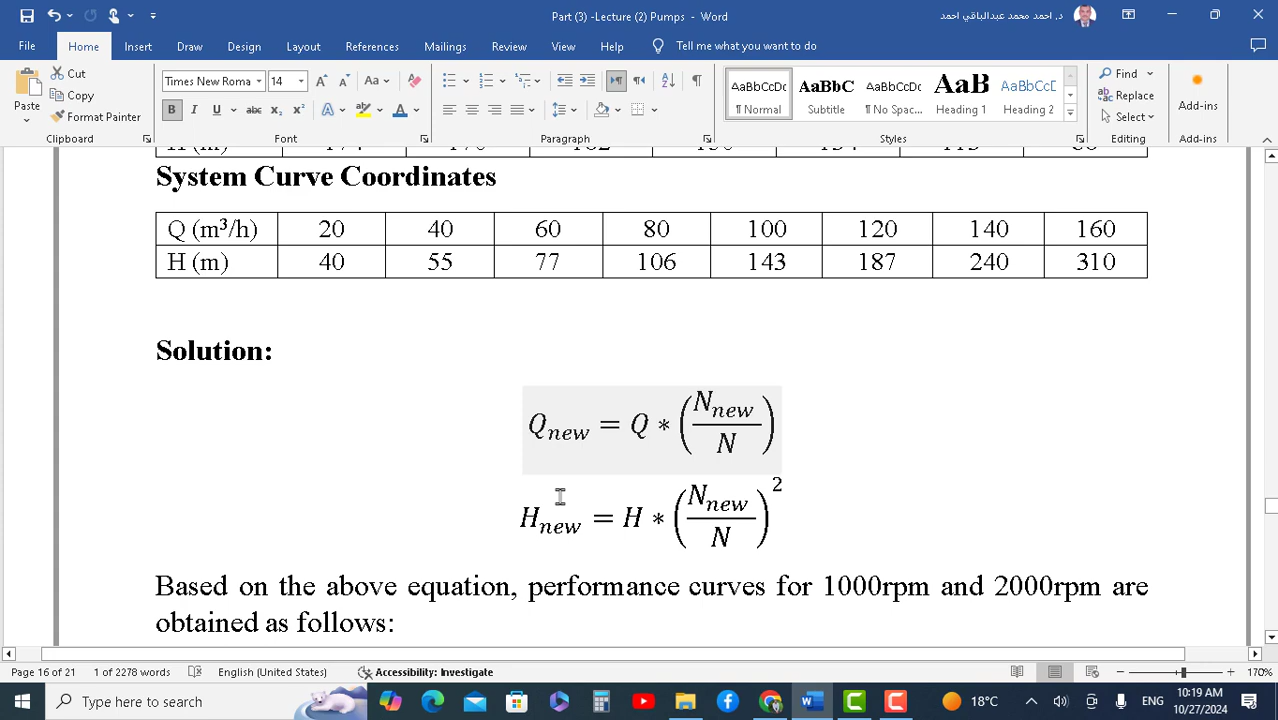 Part (3) -Lecture (2) Pumps - Word
د. احمد محمد عبدالباقي احمد
File Home Insert Draw Design Layout References Mailings Review View Help Tell me what you want to do
Paste
Cut
Copy
Format Painter
Clipboard
Times New Roma 14
Font
Paragraph
AaBbCcDc AaBbC AaBbCcDc AaB AaBbCcDc
¶ Normal Subtitle ¶ No Spac... Heading 1 Heading 2
Styles
Find
Replace
Select
Editing
Add-ins
Add-ins
System Curve Coordinates
Q (m³/h) 20 40 60 80 100 120 140 160
H (m) 40 55 77 106 143 187 240 310
Solution:
Q_new = Q * (N_new / N)
H_new = H * (N_new / N)²
Based on the above equation, performance curves for 1000rpm and 2000rpm are
obtained as follows:
Page 16 of 21 1 of 2278 words English (United States) Accessibility: Investigate 170%
Type here to search
18°C
ENG
10:19 AM
10/27/2024